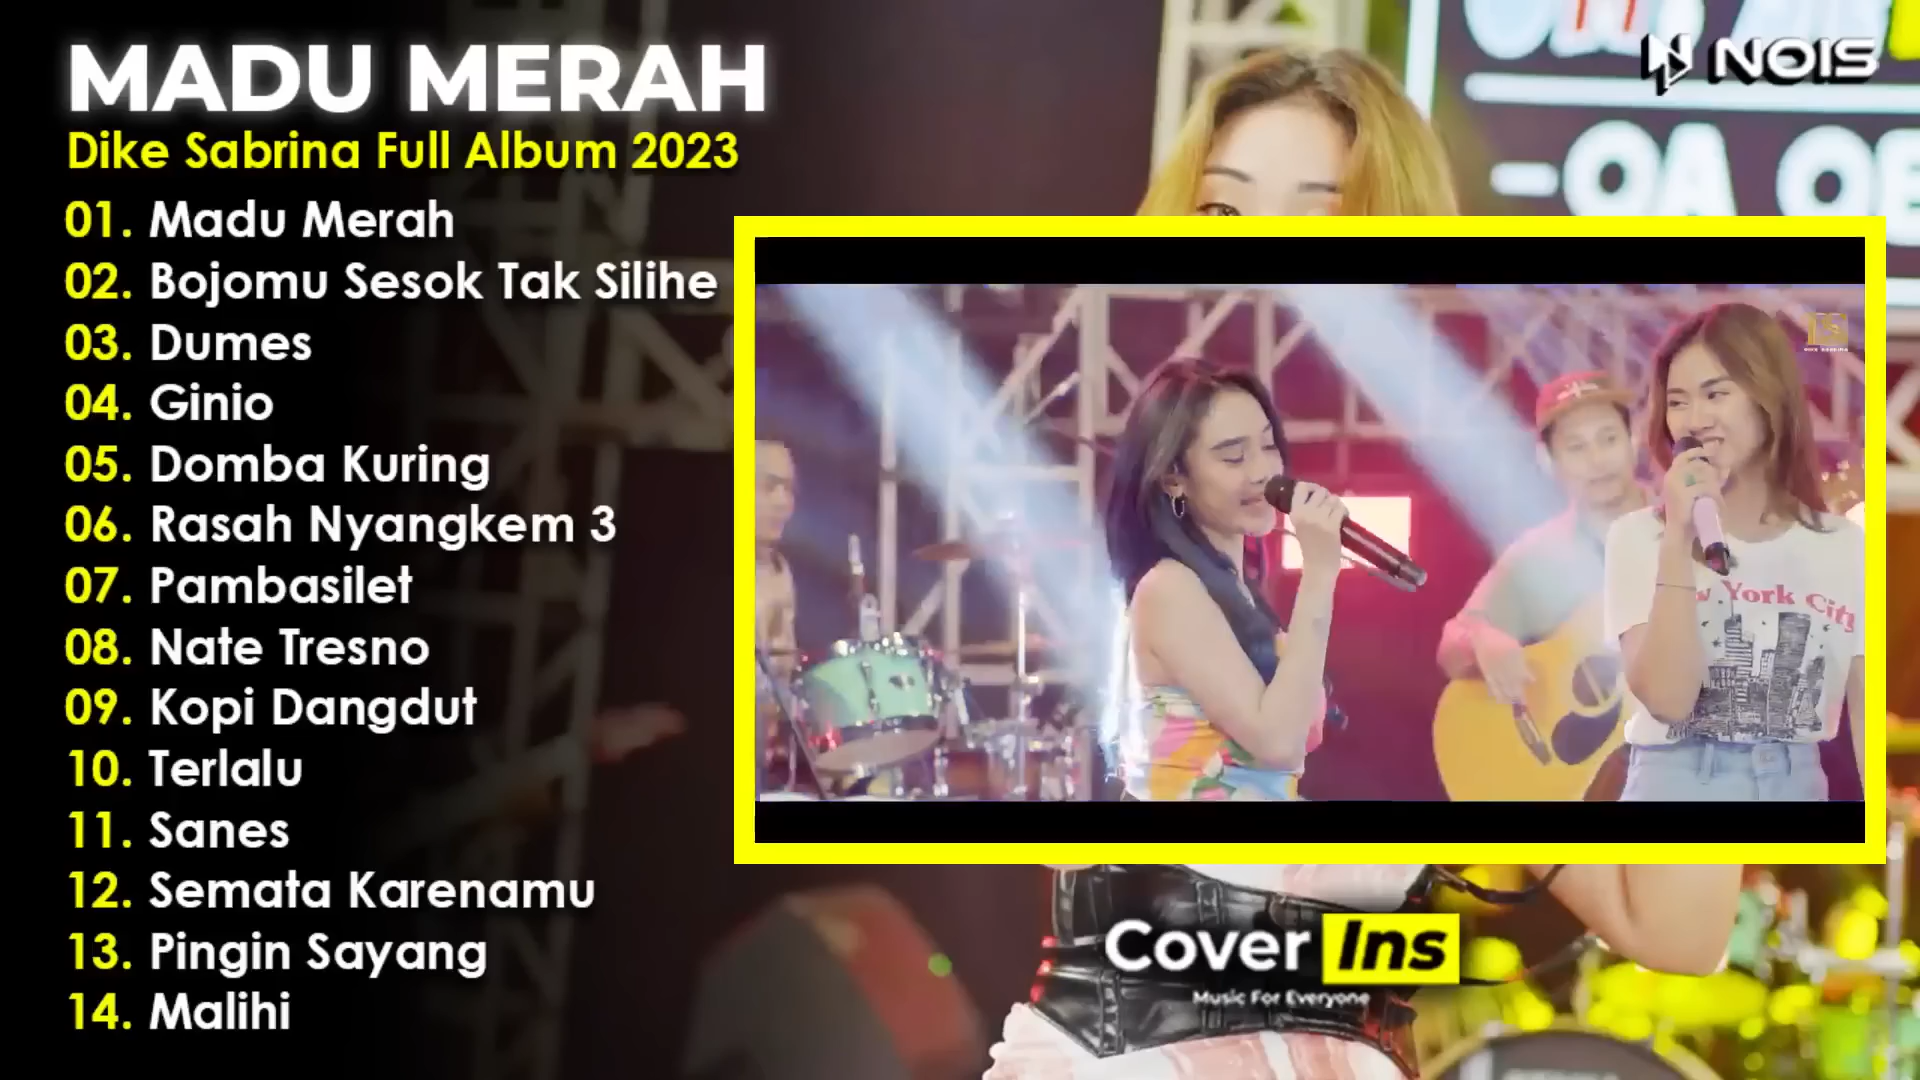 MADU MERAH
Dike Sabrina Full Album 2023
01. Madu Merah
02. Bojomu Sesok Tak Silihe
03. Dumes
04. Ginio
05. Domba Kuring
06. Rasah Nyangkem 3
07. Pambasilet
08. Nate Tresno
09. Kopi Dangdut
10. Terlalu
11. Sanes
12. Semata Karenamu
13. Pingin Sayang
14. Malihi
NOIS
York City
Cover Ins
Music For Everyone